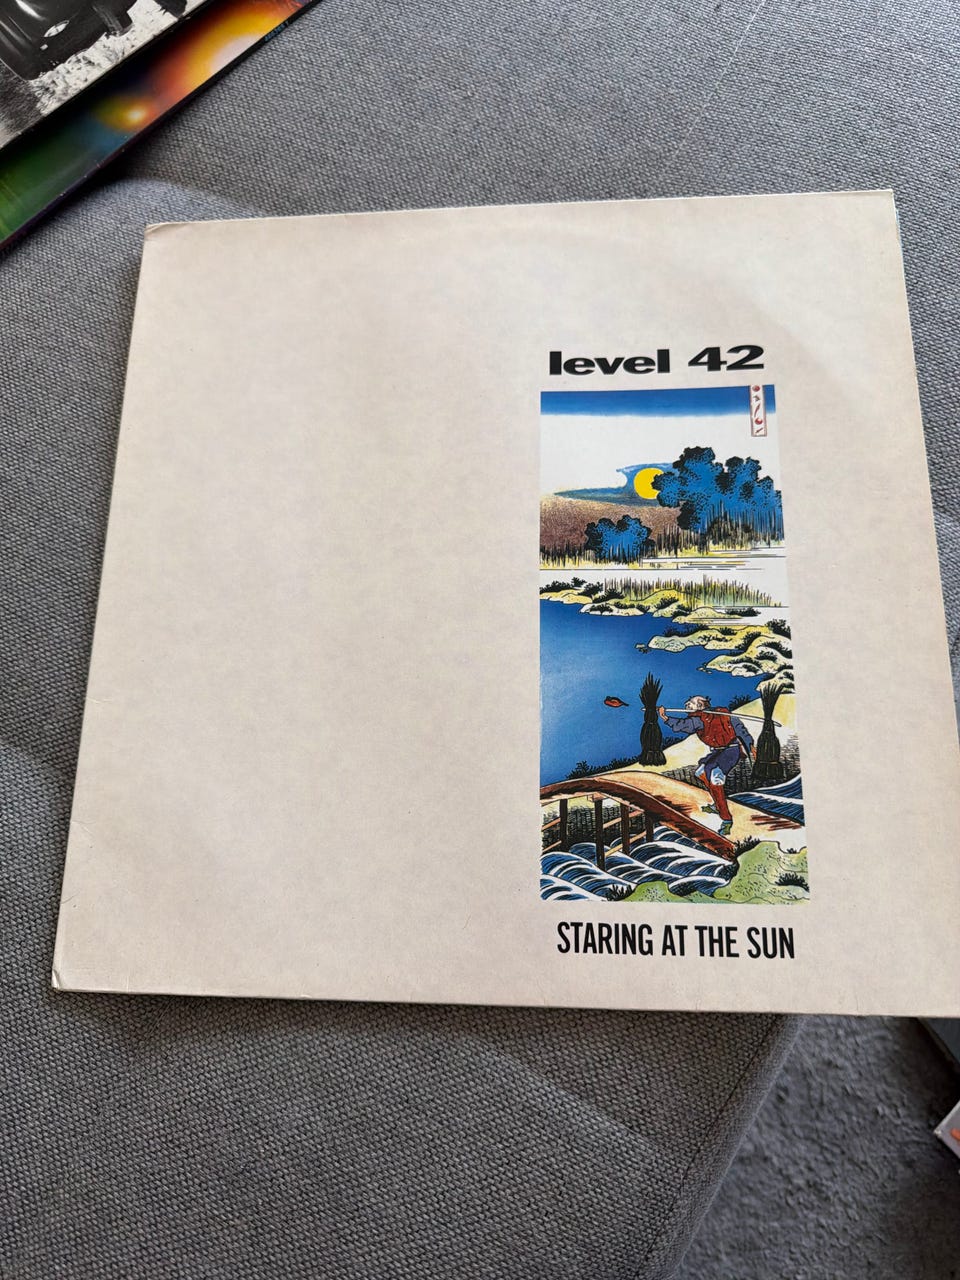 level 42
STARING AT THE SUN